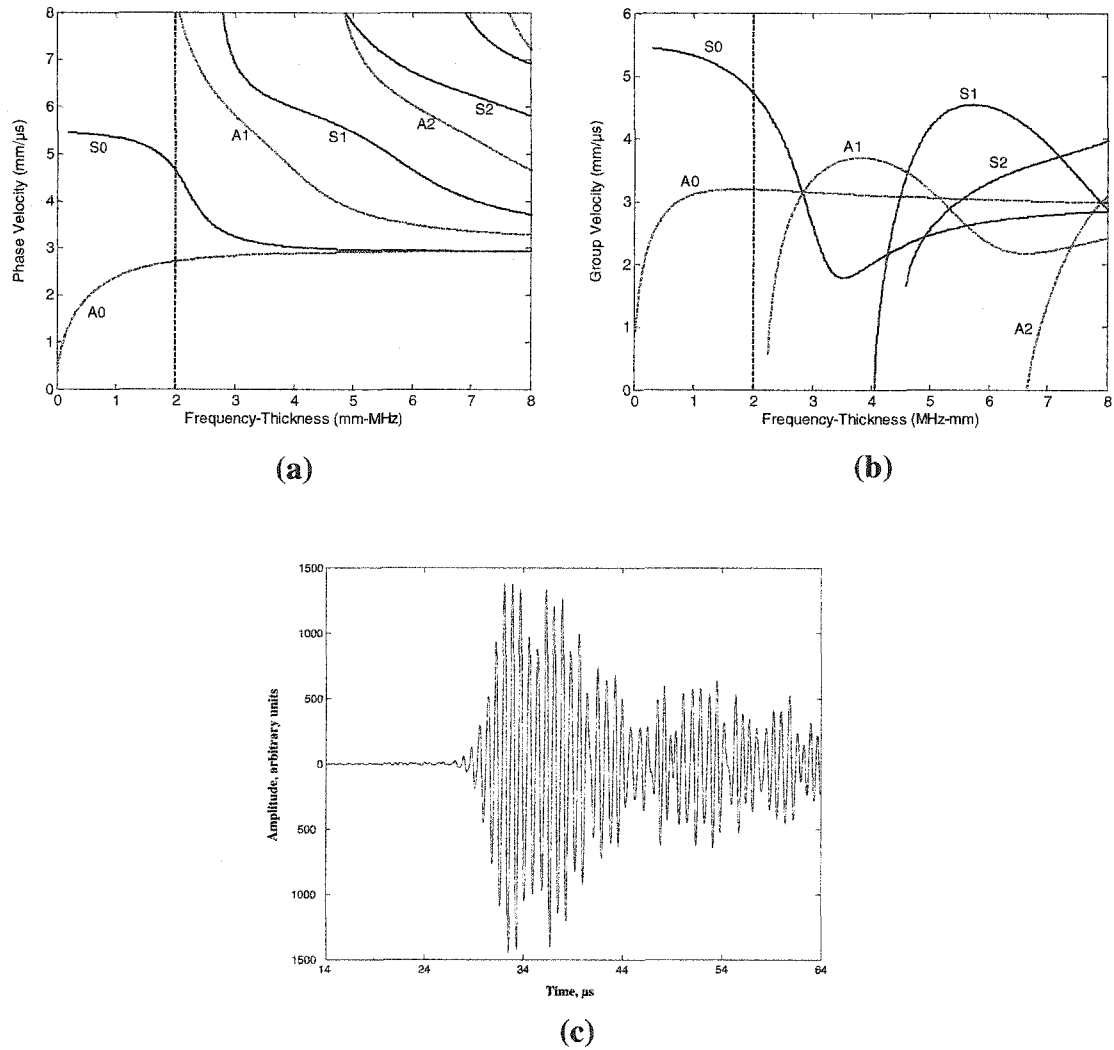 8
7
6
5
4
3
2
1
0
Phase Velocity (mm/µs)
S0
A0
A1
S1
A2
S2
0 1 2 3 4 5 6 7 8
Frequency-Thickness (mm-MHz)
(a)
6
5
4
3
2
1
0
Group Velocity (mm/µs)
S0
A0
A1
S1
S2
A2
0 1 2 3 4 5 6 7 8
Frequency-Thickness (MHz-mm)
(b)
1500
1000
500
0
500
1000
1500
Amplitude, arbitrary units
14 24 34 44 54 64
Time, µs
(c)